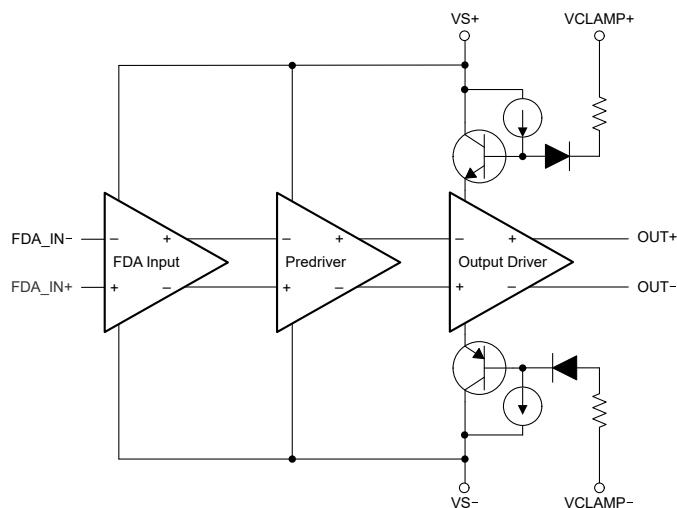 VS+ VCLAMP+
FDA_IN− − + − + − + OUT+
FDA Input Predriver Output Driver
FDA_IN+ + − + − + − OUT−
VS− VCLAMP−